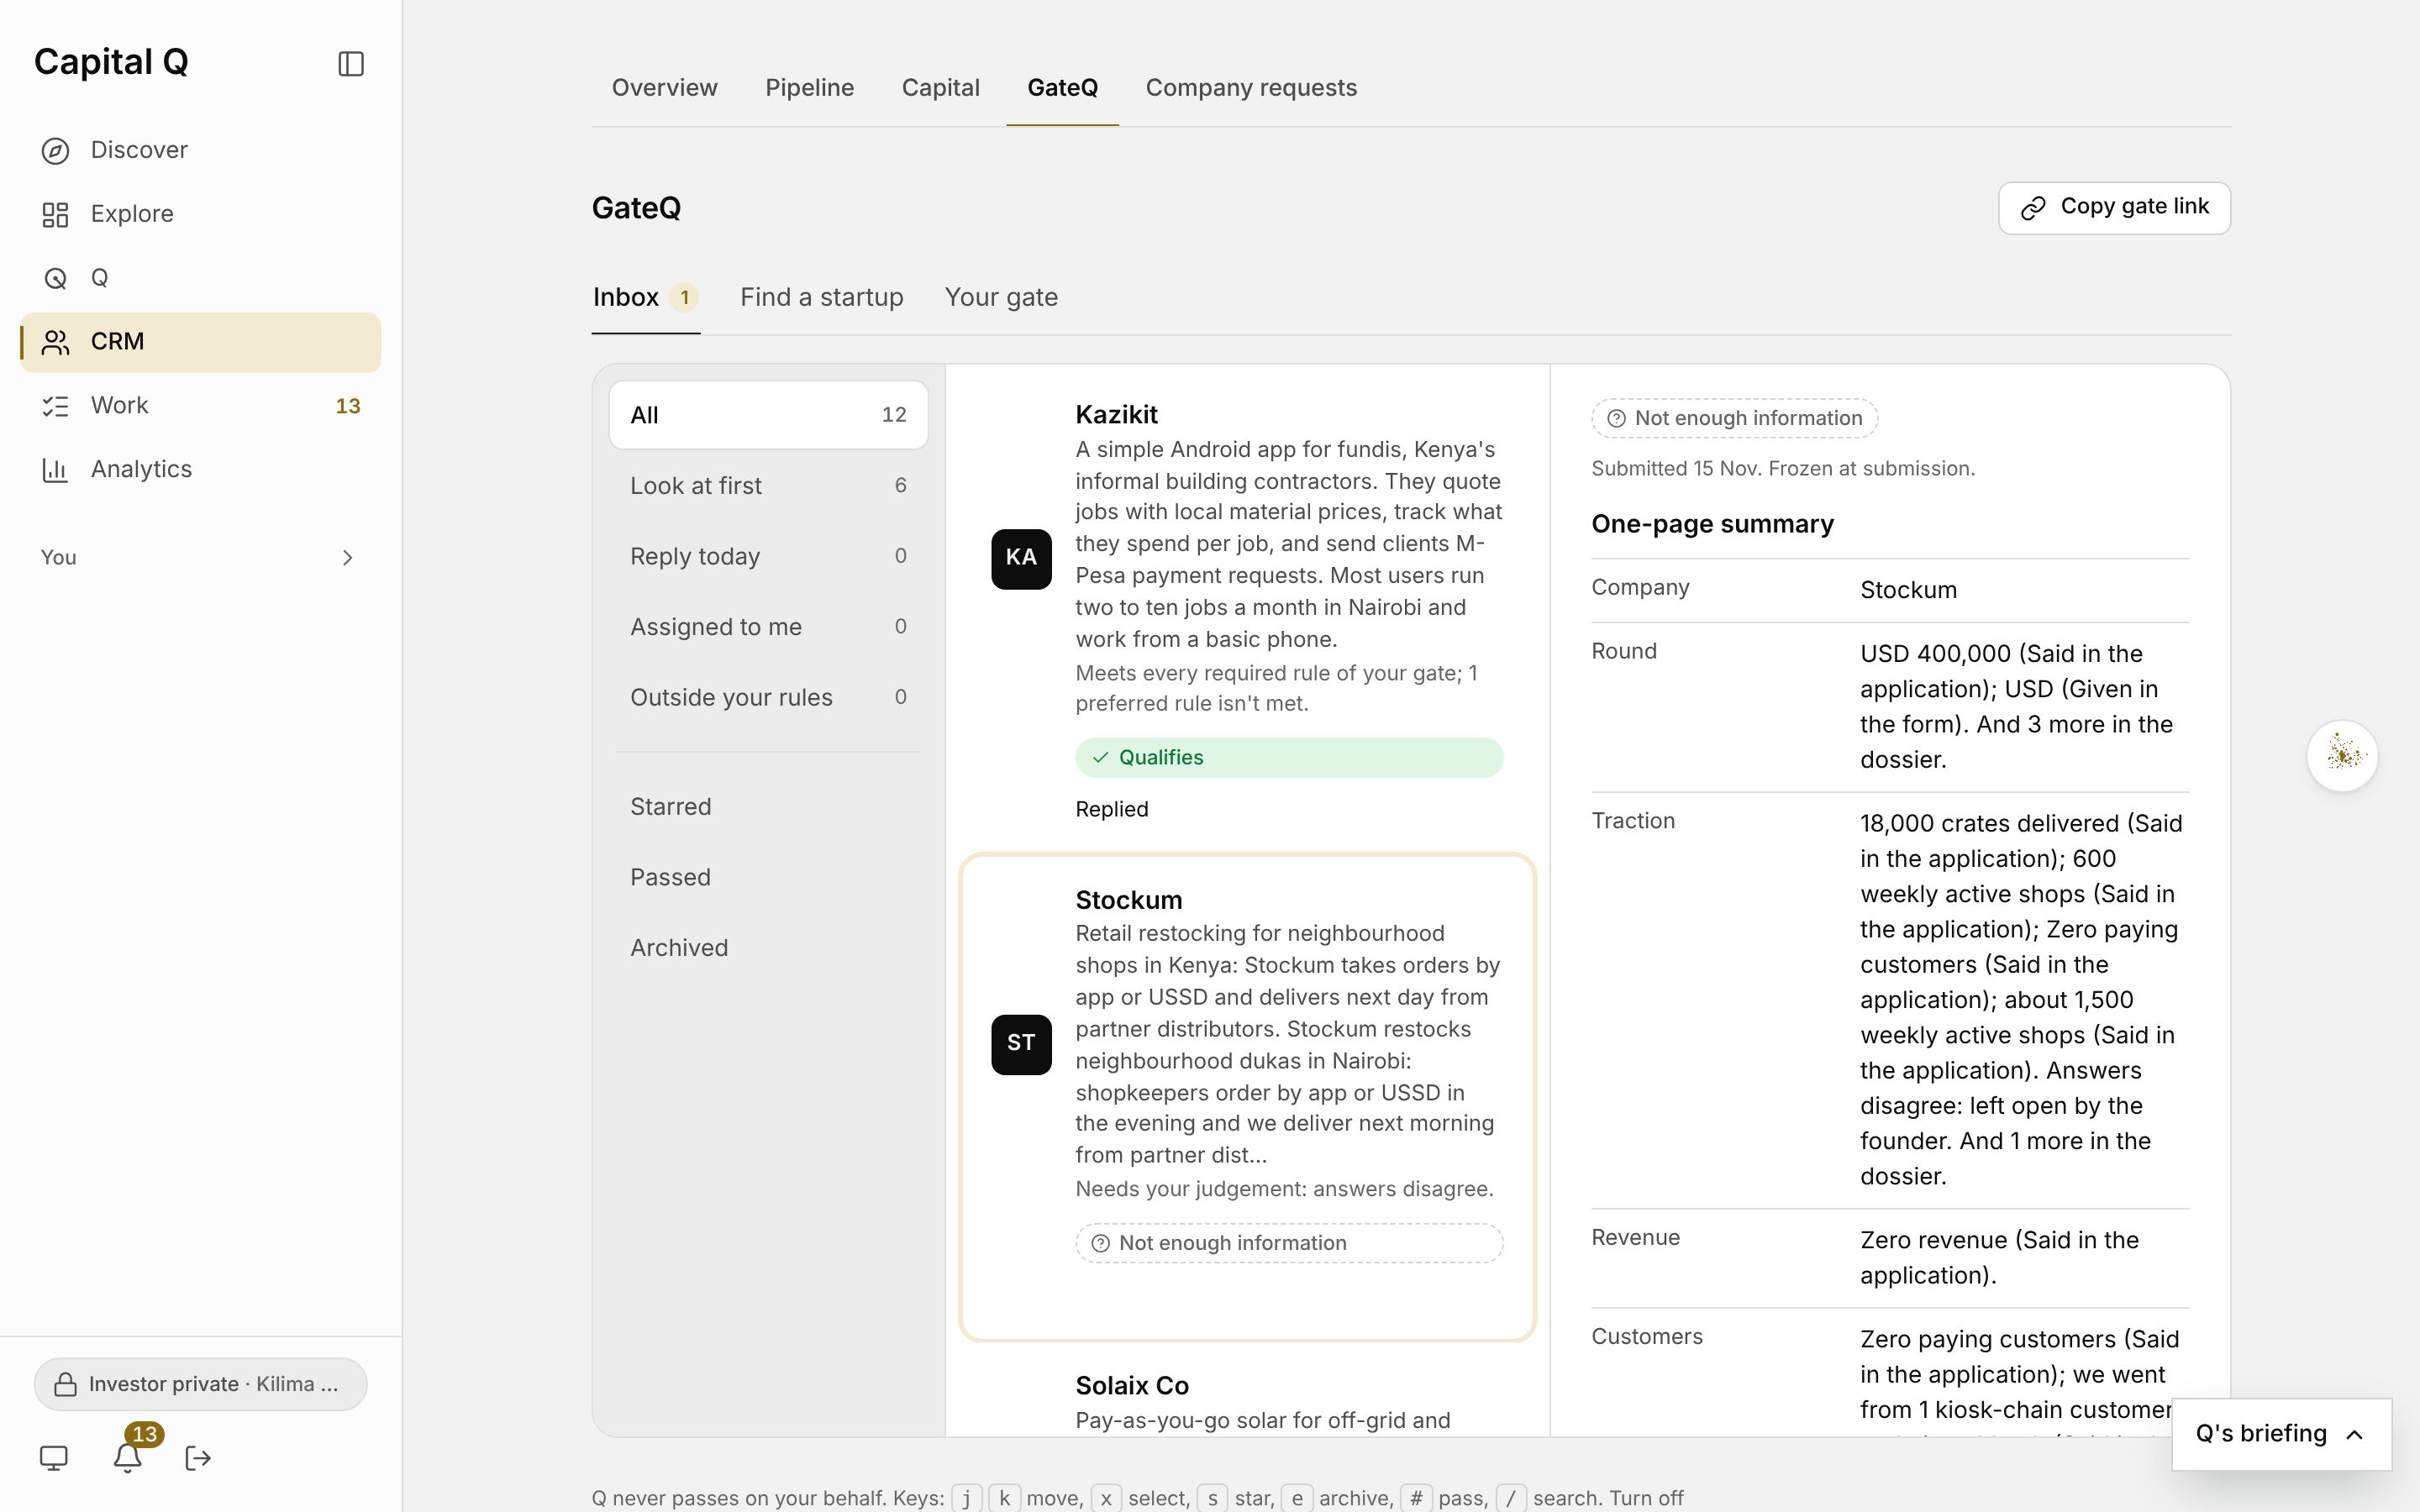 Capital Q
Discover
Explore
Q
CRM
Work 13
Analytics
You
Investor private · Kilima ...
13
Overview Pipeline Capital GateQ Company requests
GateQ
Copy gate link
Inbox 1 Find a startup Your gate
All 12
Look at first 6
Reply today 0
Assigned to me 0
Outside your rules 0
Starred
Passed
Archived
KA
Kazikit
A simple Android app for fundis, Kenya's
informal building contractors. They quote
jobs with local material prices, track what
they spend per job, and send clients M-
Pesa payment requests. Most users run
two to ten jobs a month in Nairobi and
work from a basic phone.
Meets every required rule of your gate; 1
preferred rule isn't met.
Qualifies
Replied
ST
Stockum
Retail restocking for neighbourhood
shops in Kenya: Stockum takes orders by
app or USSD and delivers next day from
partner distributors. Stockum restocks
neighbourhood dukas in Nairobi:
shopkeepers order by app or USSD in
the evening and we deliver next morning
from partner dist...
Needs your judgement: answers disagree.
Not enough information
Solaix Co
Pay-as-you-go solar for off-grid and
Not enough information
Submitted 15 Nov. Frozen at submission.
One-page summary
Company
Stockum
Round
USD 400,000 (Said in the
application); USD (Given in
the form). And 3 more in the
dossier.
Traction
18,000 crates delivered (Said
in the application); 600
weekly active shops (Said in
the application); Zero paying
customers (Said in the
application); about 1,500
weekly active shops (Said in
the application). Answers
disagree: left open by the
founder. And 1 more in the
dossier.
Revenue
Zero revenue (Said in the
application).
Customers
Zero paying customers (Said
in the application); we went
from 1 kiosk-chain customer
Q's briefing
Q never passes on your behalf. Keys: j k move, x select, s star, e archive, # pass, / search. Turn off